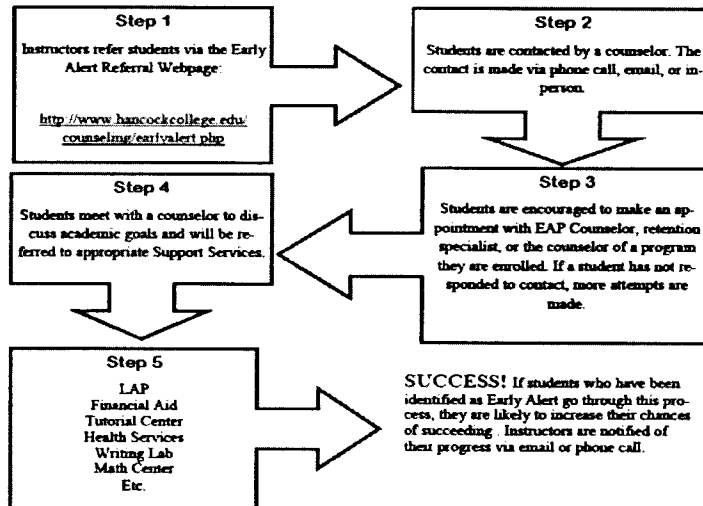 Step 1
Instructors refer students via the Early
Alert Referral Webpage:
http://www.hancockcollege.edu/
counseling/earlyalert.php
Step 2
Students are contacted by a counselor. The
contact is made via phone call, email, or in-
person.
Step 3
Students are encouraged to make an ap-
pointment with EAP Counselor, retention
specialist, or the counselor of a program
they are enrolled. If a student has not re-
sponded to contact, more attempts are
made.
Step 4
Students meet with a counselor to dis-
cuss academic goals and will be re-
ferred to appropriate Support Services.
Step 5
LAP
Financial Aid
Tutorial Center
Health Services
Writing Lab
Math Center
Etc.
SUCCESS! If students who have been
identified as Early Alert go through this pro-
cess, they are likely to increase their chances
of succeeding . Instructors are notified of
their progress via email or phone call.